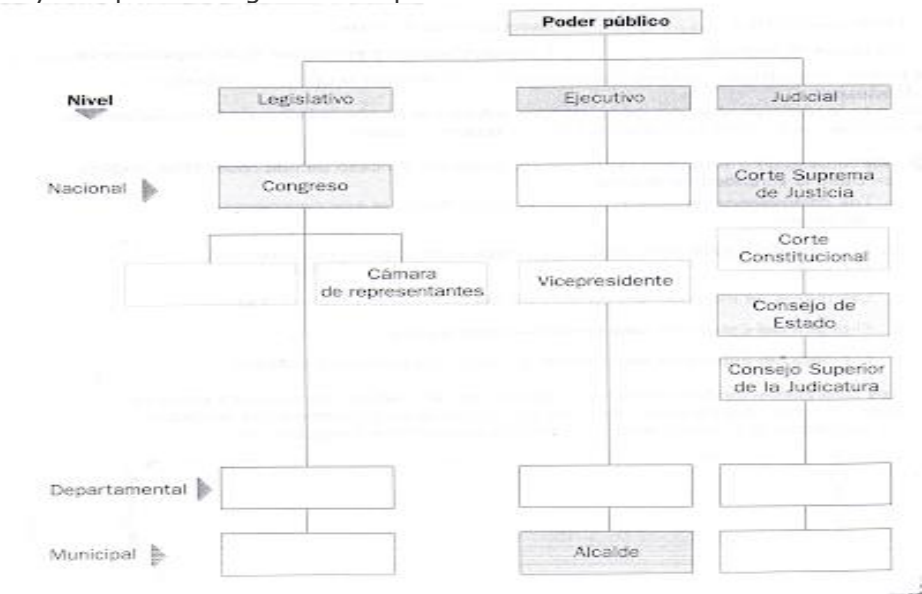 Poder público
Nivel
Legislativo
Ejecutivo
Judicial
Nacional
Congreso
Corte Suprema
de Justicia
Cámara
de representantes
Vicepresidente
Corte
Constitucional
Consejo de
Estado
Consejo Superior
de la Judicatura
Departamental
Municipal
Alcalde